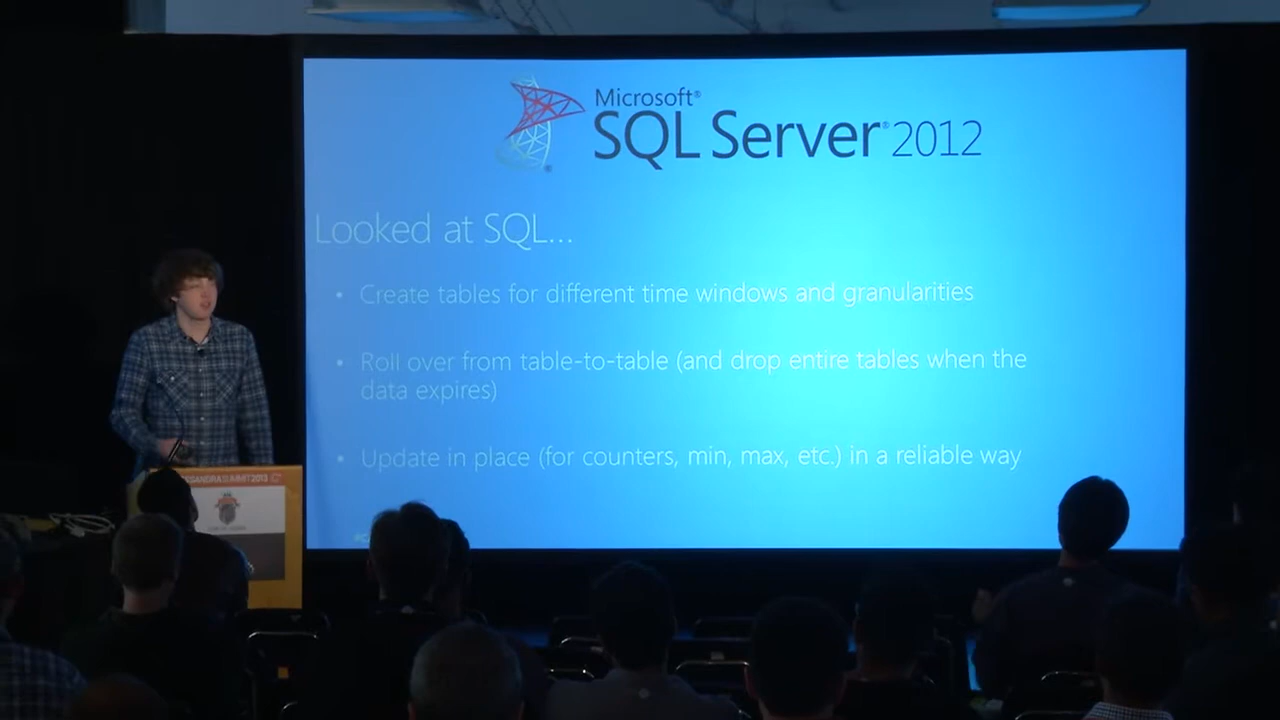 Microsoft®
SQL Server® 2012
®
Looked at SQL...
• Create tables for different time windows and granularities
• Roll over from table-to-table (and drop entire tables when the
data expires)
• Update in place (for counters, min, max, etc.) in a reliable way
SUMMIT2013